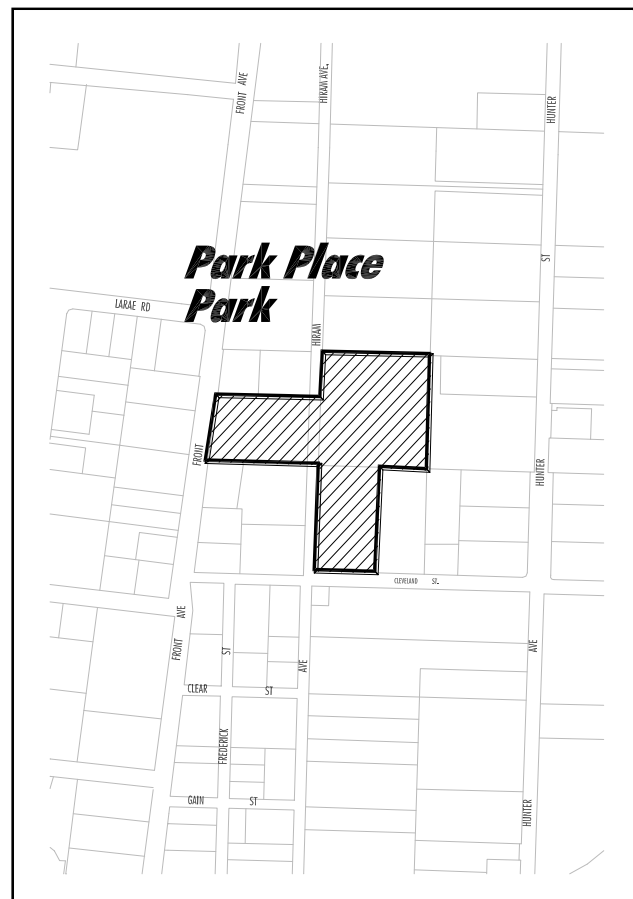 FRONT AVE
HIRAM AVE,
HUNTER
ST
Park Place
Park
LARAE RD
HIRAM
FRONT
HUNTER
CLEVELAND ST.
FRONT AVE
ST
AVE
AVE
CLEAR ST
FREDERICK
GAIN ST
HUNTER